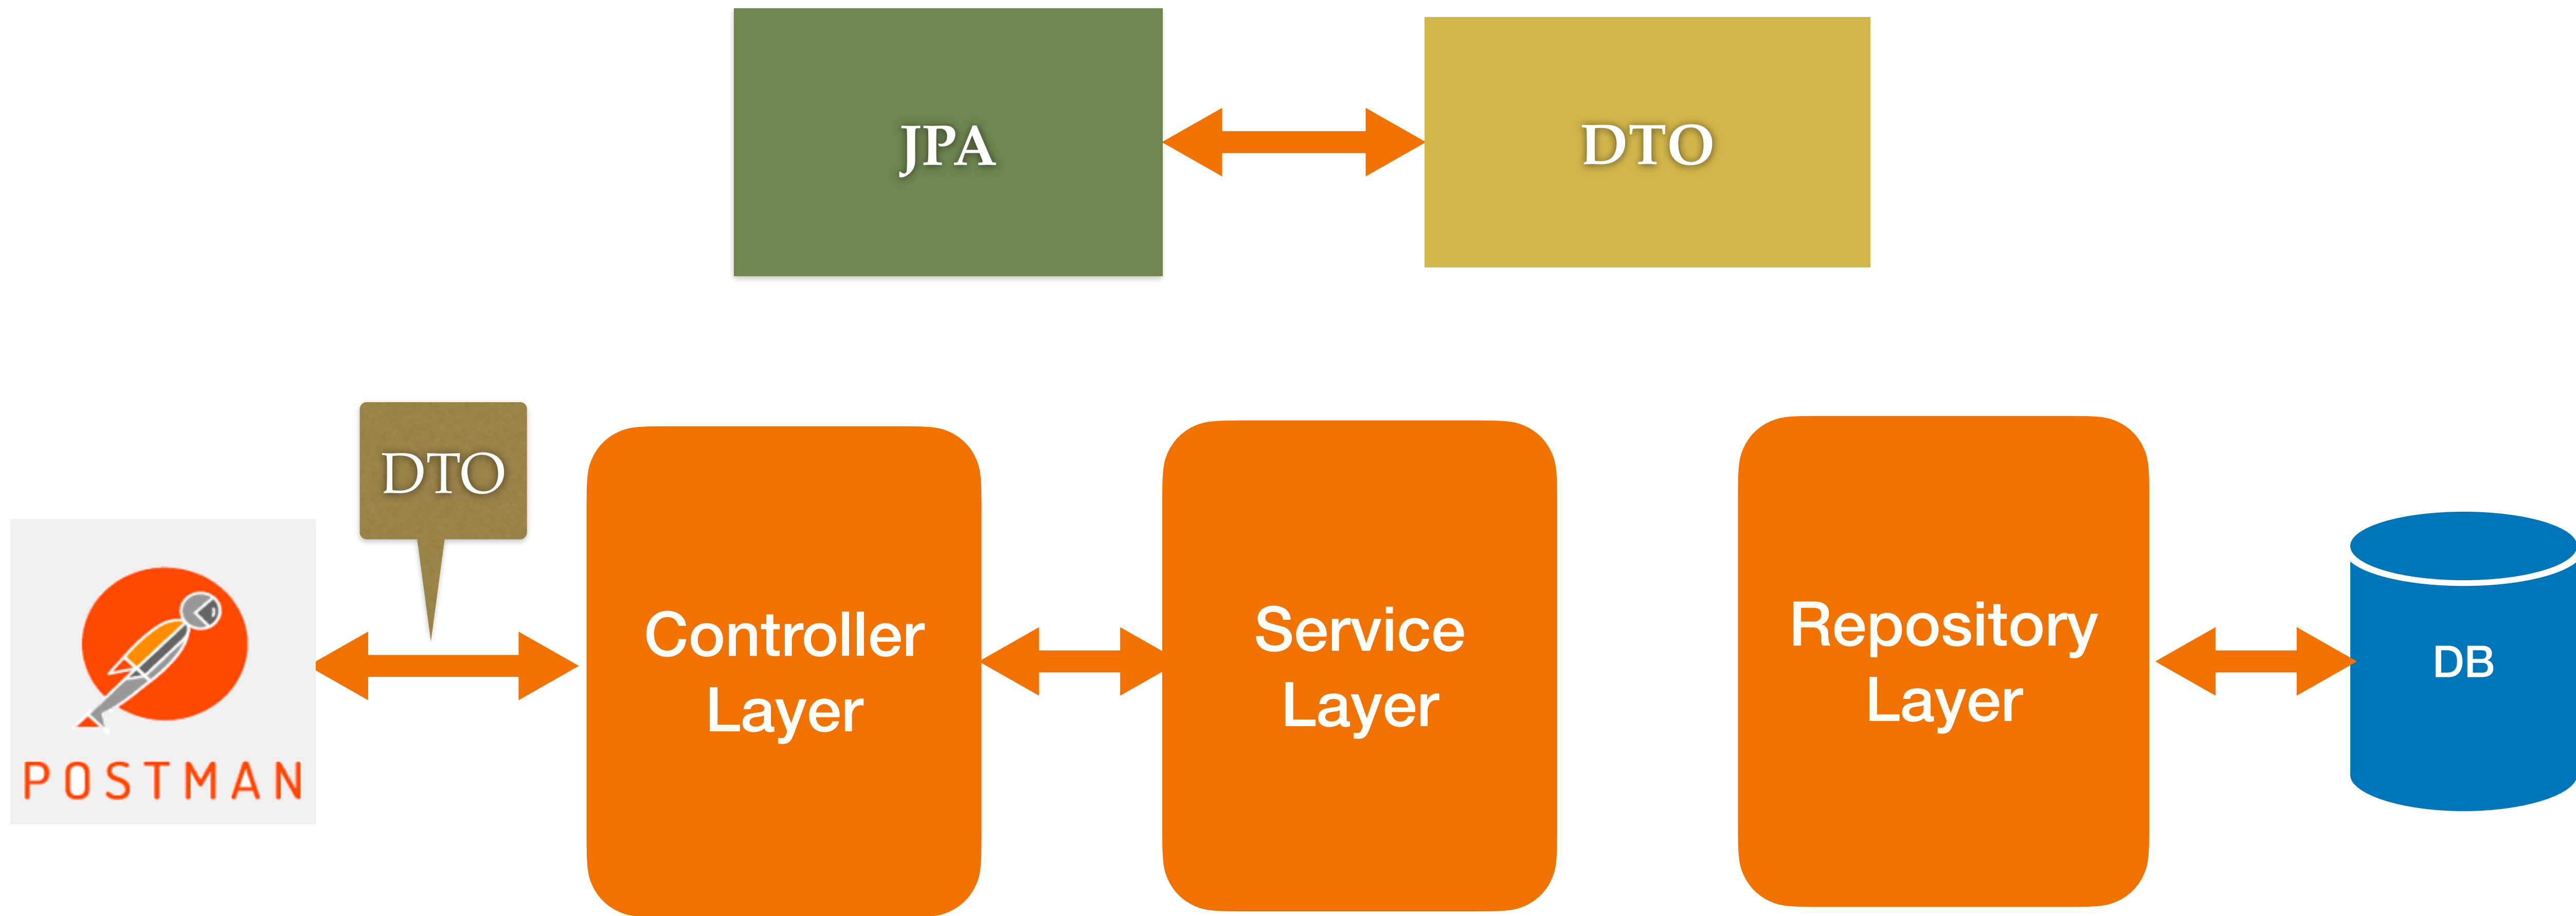 JPA
DTO
DTO
Controller
Layer
Service
Layer
Repository
Layer
DB
POSTMAN